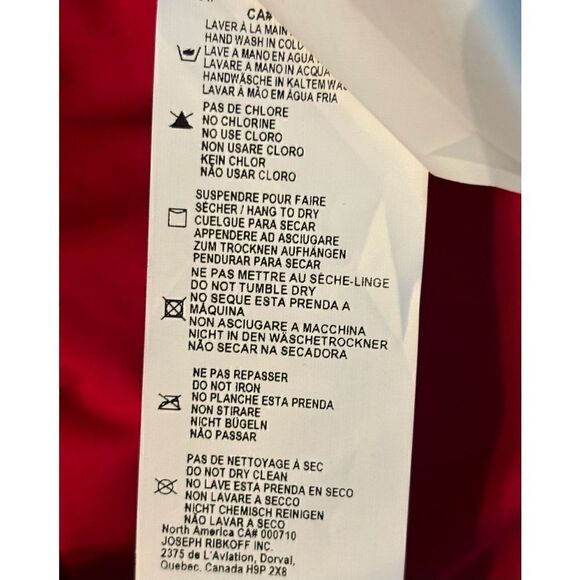 CA#
LAVER À LA MAIN
HAND WASH IN COLD
LAVE A MANO EN AGUA
LAVARE A MANO IN ACQUA
HANDWÄSCHE IN KALTEM
LAVAR À MÃO EM ÁGUA FRIA
PAS DE CHLORE
NO CHLORINE
NO USE CLORO
NON USARE CLORO
KEIN CHLOR
NÃO USAR CLORO
SUSPENDRE POUR FAIRE
SÉCHER / HANG TO DRY
CUELGUE PARA SECAR
APPENDERE AD ASCIUGARE
ZUM TROCKNEN AUFHÄNGEN
PENDURAR PARA SECAR
NE PAS METTRE AU SÈCHE-LINGE
DO NOT TUMBLE DRY
NO SEQUE ESTA PRENDA A
MÁQUINA
NON ASCIUGARE A MACCHINA
NICHT IN DEN WÄSCHETROCKNER
NÃO SECAR NA SECADORA
NE PAS REPASSER
DO NOT IRON
NO PLANCHE ESTA PRENDA
NON STIRARE
NICHT BÜGELN
NÃO PASSAR
PAS DE NETTOYAGE À SEC
DO NOT DRY CLEAN
NO LAVE ESTA PRENDA EN SECO
NON LAVARE A SECCO
NICHT CHEMISCH REINIGEN
NÃO LAVAR A SECO
North America CA# 000710
JOSEPH RIBKOFF INC.
2375 de L'Aviation, Dorval,
Quebec, Canada H9P 2X8